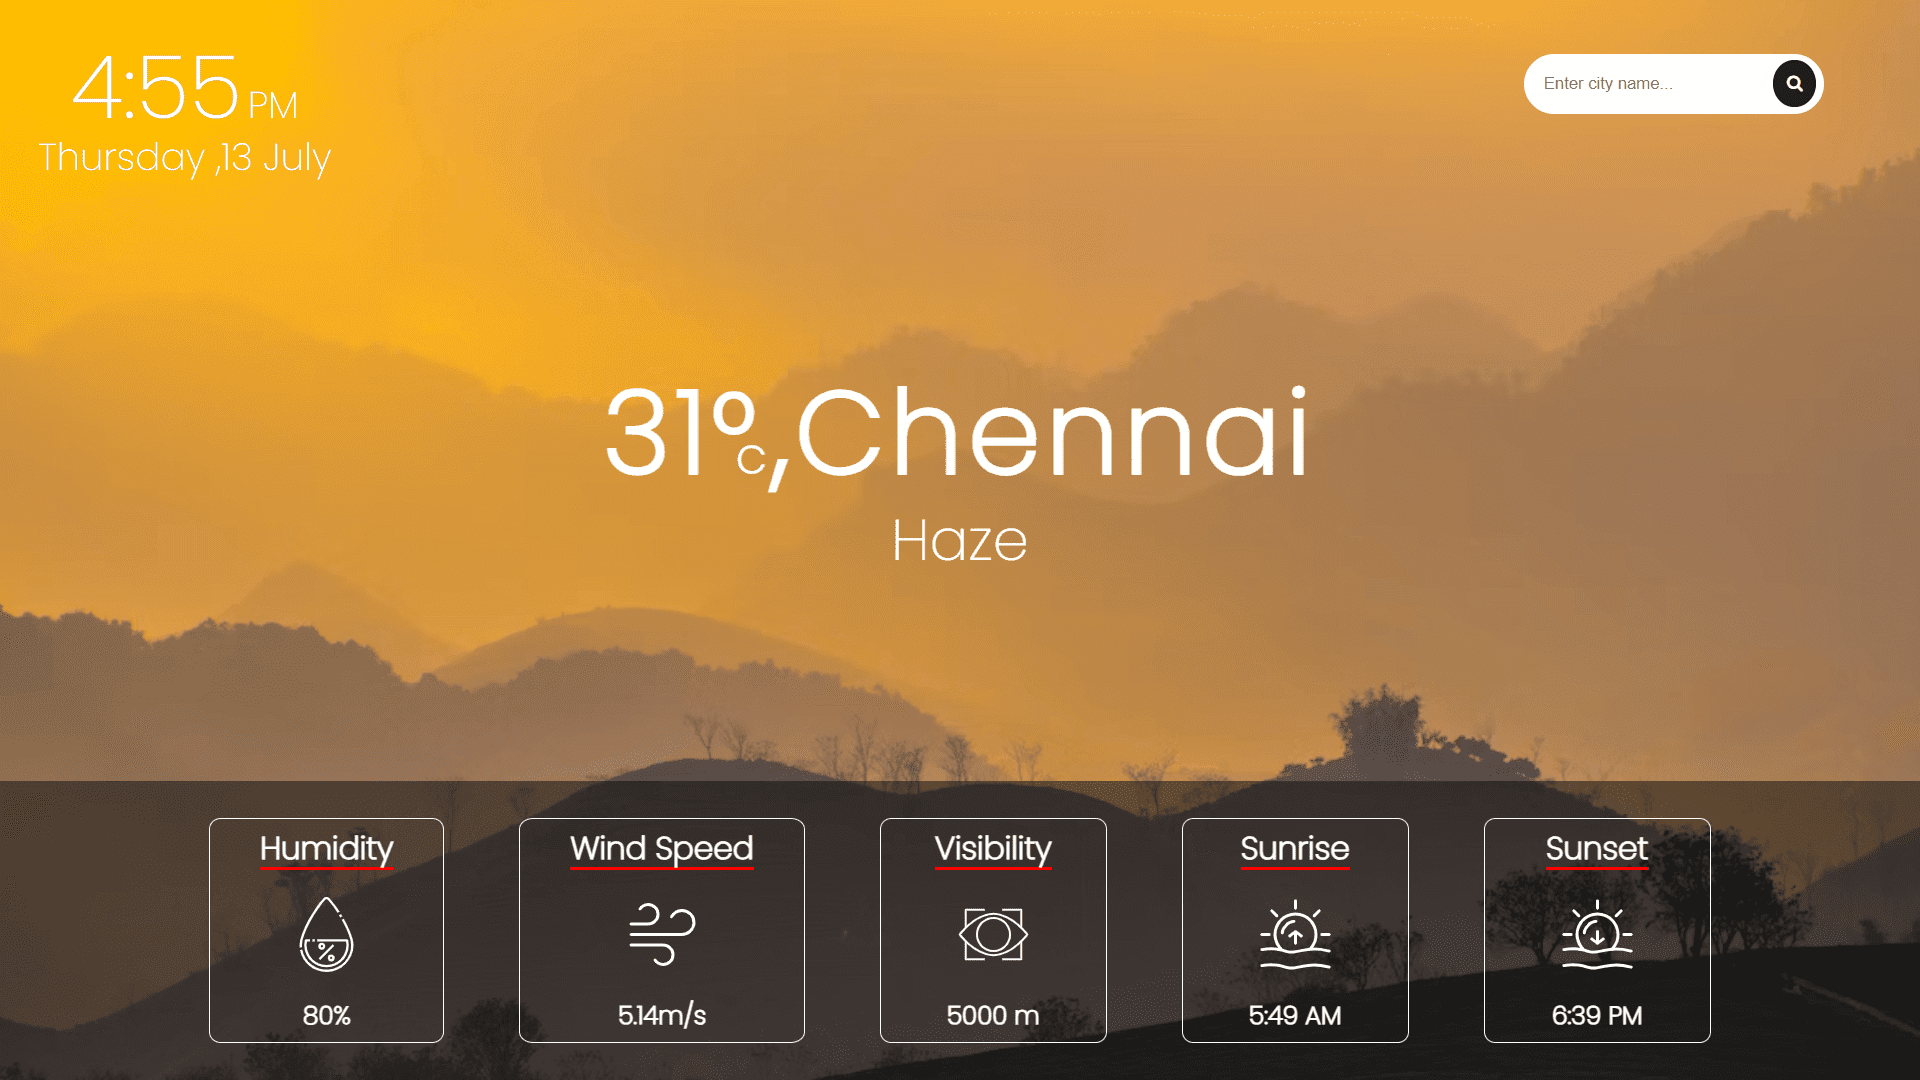 4:55 PM
Thursday ,13 July
Enter city name...
31°c,Chennai
Haze
Humidity
80%
Wind Speed
5.14m/s
Visibility
5000 m
Sunrise
5:49 AM
Sunset
6:39 PM